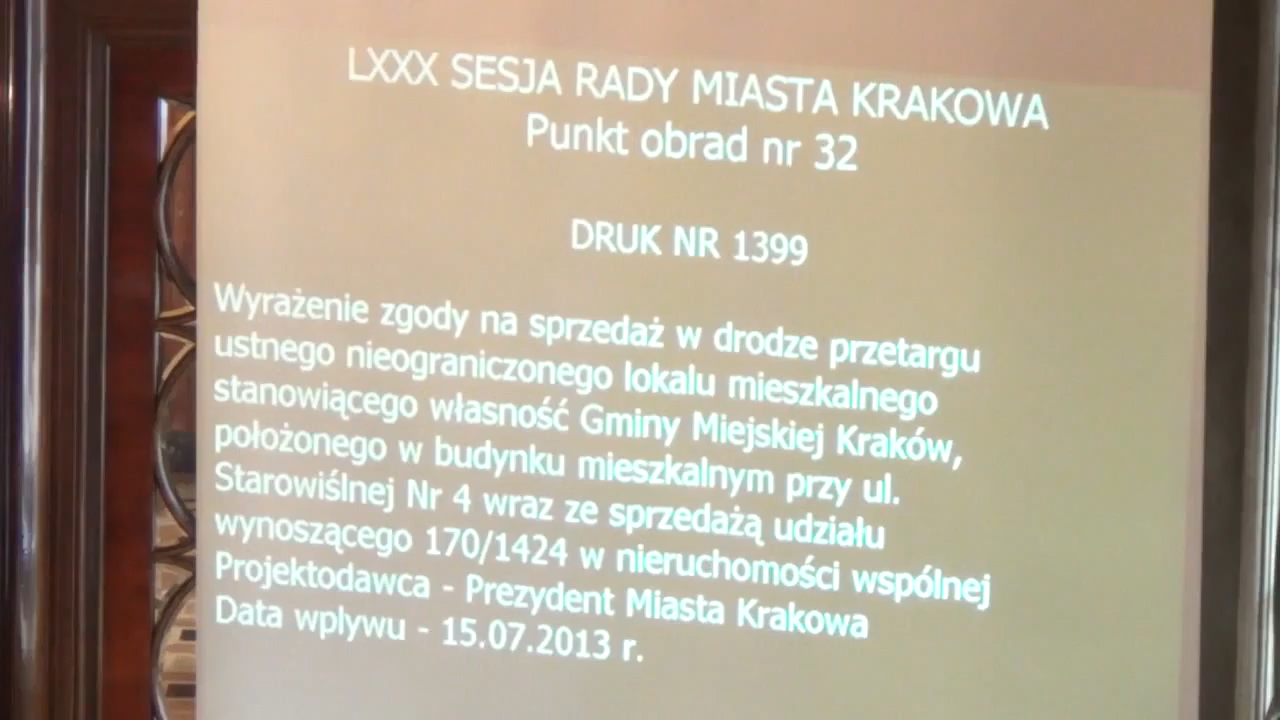 LXXX SESJA RADY MIASTA KRAKOWA
Punkt obrad nr 32
DRUK NR 1399
Wyrażenie zgody na sprzedaż w drodze przetargu
ustnego nieograniczonego lokalu mieszkalnego
stanowiącego własność Gminy Miejskiej Kraków,
położonego w budynku mieszkalnym przy ul.
Starowiślnej Nr 4 wraz ze sprzedażą udziału
wynoszącego 170/1424 w nieruchomości wspólnej
Projektodawca - Prezydent Miasta Krakowa
Data wpływu - 15.07.2013 r.